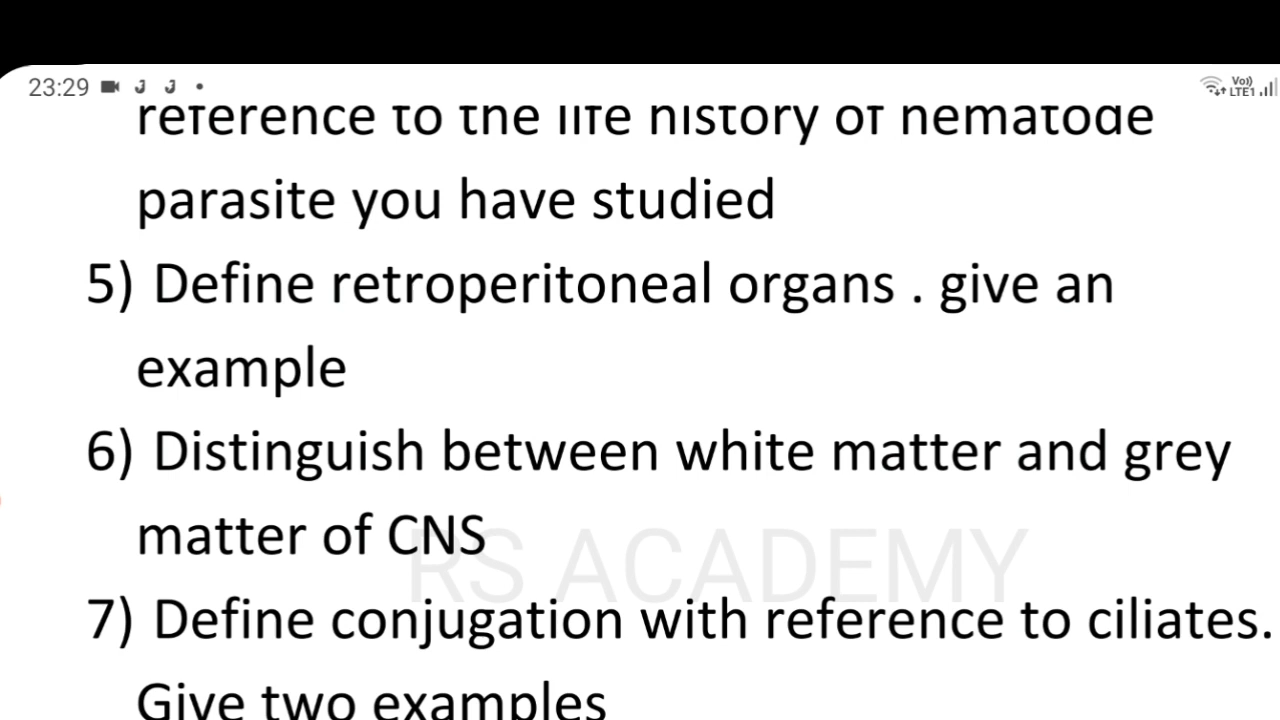 23:29
Vo)) LTE1
reference to the life history of nematode
parasite you have studied
5) Define retroperitoneal organs . give an
example
6) Distinguish between white matter and grey
matter of CNS
RS ACADEMY
7) Define conjugation with reference to ciliates.
Give two examples